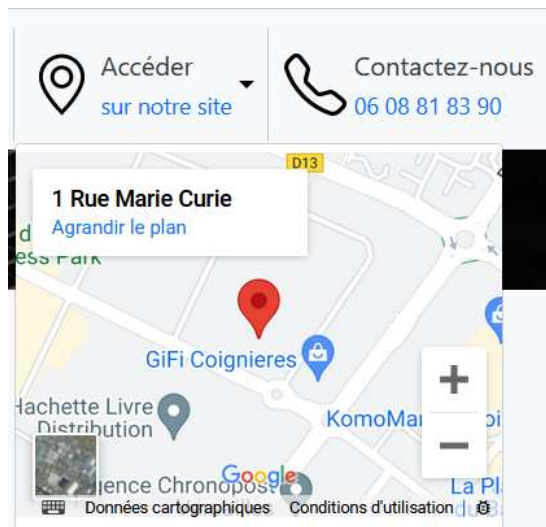 Accéder
sur notre site
Contactez-nous
06 08 81 83 90
D13
1 Rue Marie Curie
Agrandir le plan
GiFi Coignieres
Hachette Livre
Distribution
Chronopost
Google
Données cartographiques
Conditions d'utilisation